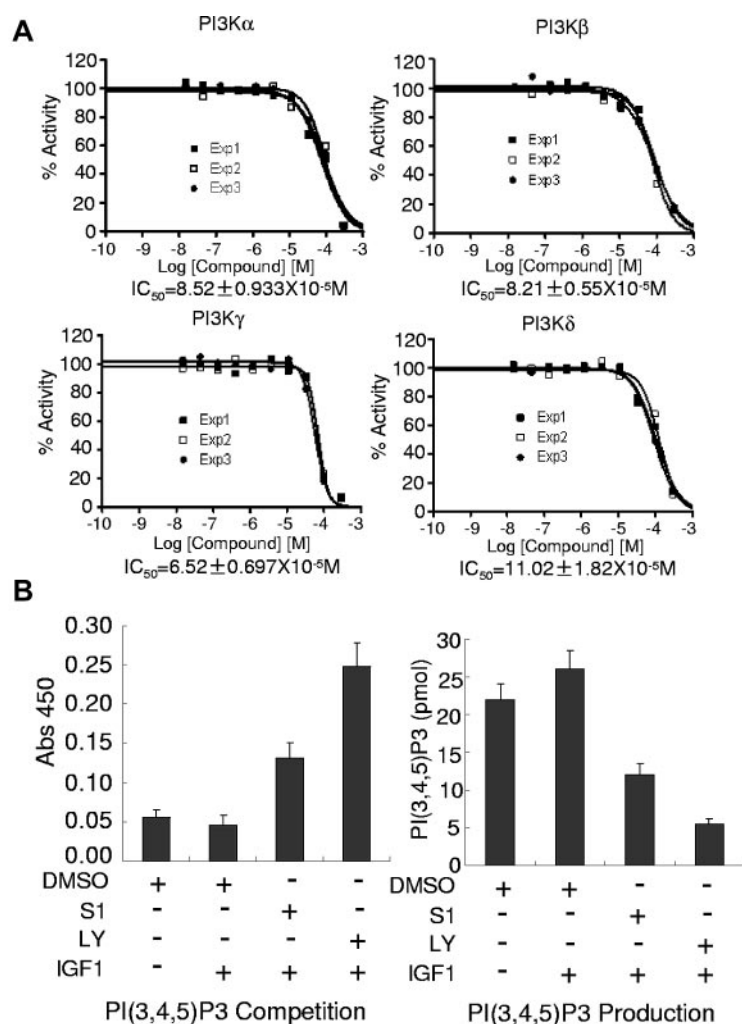 A
PI3Kα
% Activity
120
100
80
60
40
20
0
Exp1
Exp2
Exp3
-10 -9 -8 -7 -6 -5 -4 -3
Log [Compound] [M]
IC50=8.52±0.933X10-5M
PI3Kβ
% Activity
120
100
80
60
40
20
0
Exp1
Exp2
Exp3
-10 -9 -8 -7 -6 -5 -4 -3
Log [Compound] [M]
IC50=8.21±0.55X10-5M
PI3Kγ
% Activity
120
100
80
60
40
20
0
Exp1
Exp2
Exp3
-10 -9 -8 -7 -6 -5 -4 -3
Log [Compound] [M]
IC50=6.52±0.697X10-5M
PI3Kδ
% Activity
120
100
80
60
40
20
0
Exp1
Exp2
Exp3
-10 -9 -8 -7 -6 -5 -4 -3
Log [Compound] [M]
IC50=11.02±1.82X10-5M
B
Abs 450
0.30
0.25
0.20
0.15
0.10
0.05
0.00
DMSO + + - -
S1 - - + -
LY - - - +
IGF1 - + + +
PI(3,4,5)P3 Competition
PI(3,4,5)P3 (pmol)
30
25
20
15
10
5
0
DMSO + + - -
S1 - - + -
LY - - - +
IGF1 - + + +
PI(3,4,5)P3 Production